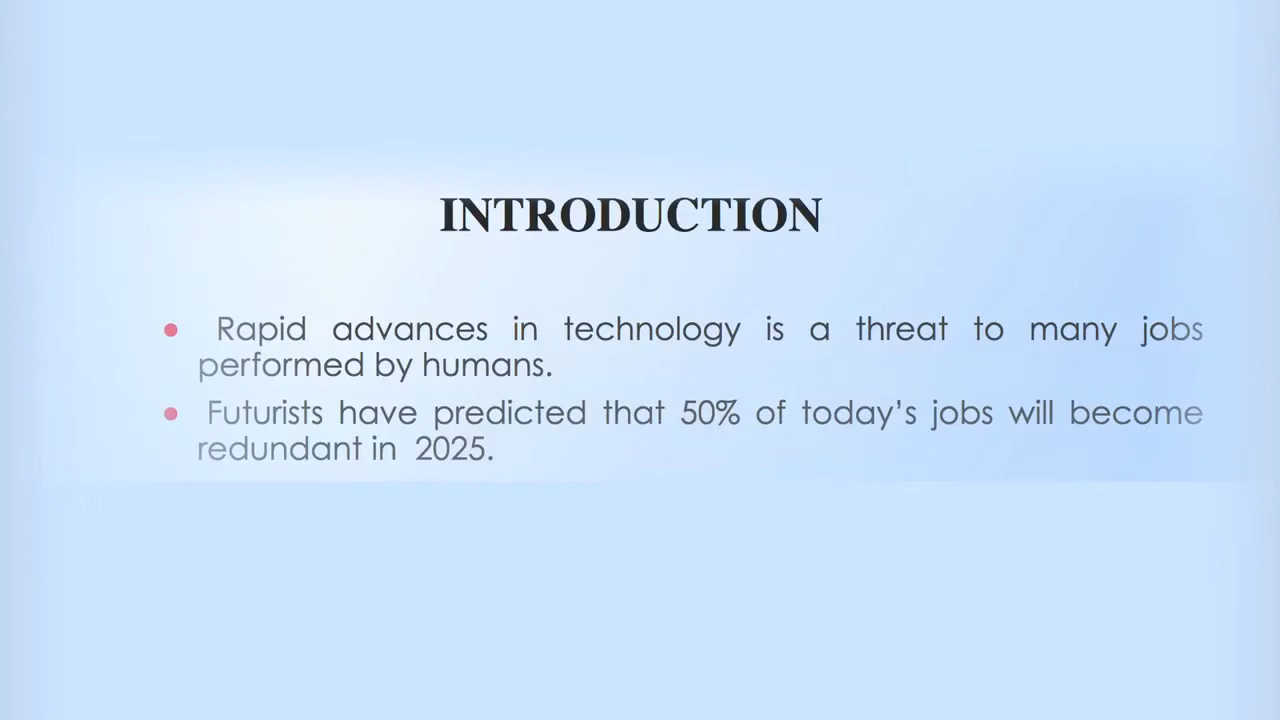 INTRODUCTION
Rapid advances in technology is a threat to many jobs
performed by humans.
Futurists have predicted that 50% of today’s jobs will become
redundant in 2025.